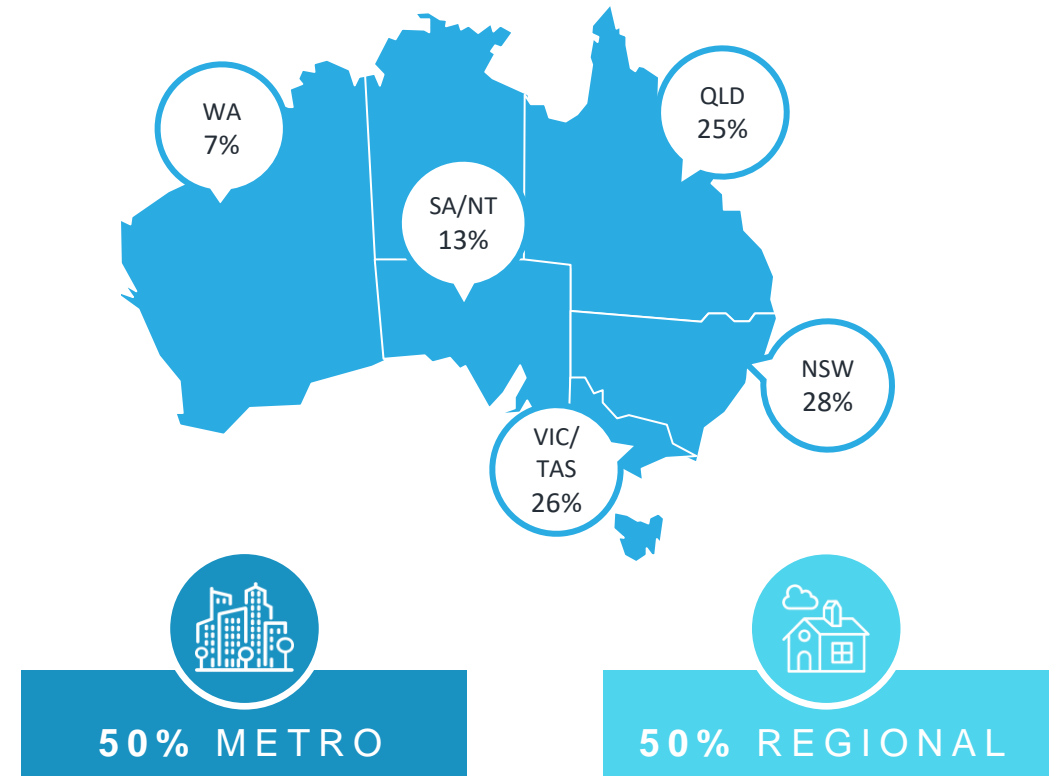 WA
7%
QLD
25%
SA/NT
13%
NSW
28%
VIC/
TAS
26%
50% METRO
50% REGIONAL